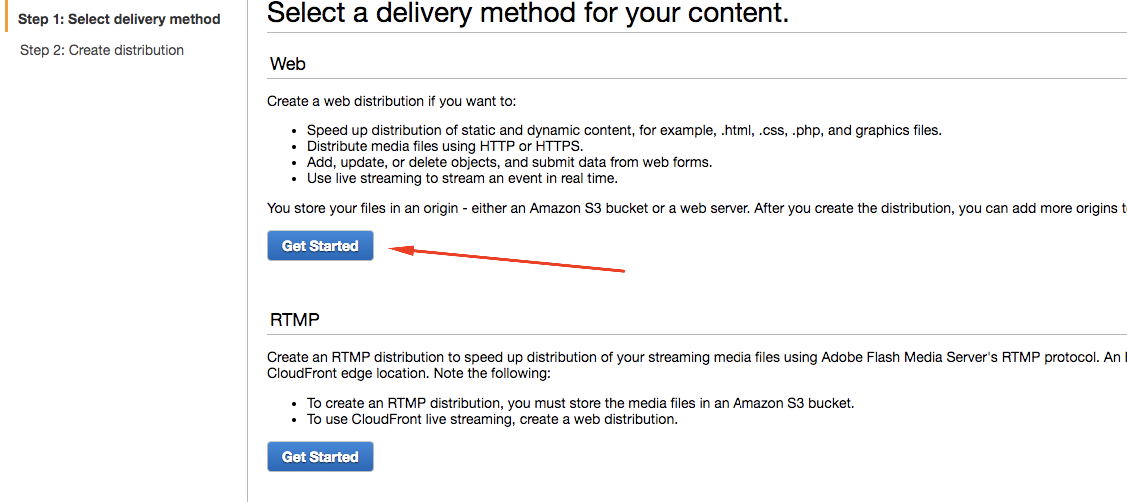 Step 1: Select delivery method
Step 2: Create distribution
Select a delivery method for your content.
Web
Create a web distribution if you want to:
• Speed up distribution of static and dynamic content, for example, .html, .css, .php, and graphics files.
• Distribute media files using HTTP or HTTPS.
• Add, update, or delete objects, and submit data from web forms.
• Use live streaming to stream an event in real time.
You store your files in an origin - either an Amazon S3 bucket or a web server. After you create the distribution, you can add more origins
Get Started
RTMP
Create an RTMP distribution to speed up distribution of your streaming media files using Adobe Flash Media Server's RTMP protocol. An
CloudFront edge location. Note the following:
• To create an RTMP distribution, you must store the media files in an Amazon S3 bucket.
• To use CloudFront live streaming, create a web distribution.
Get Started